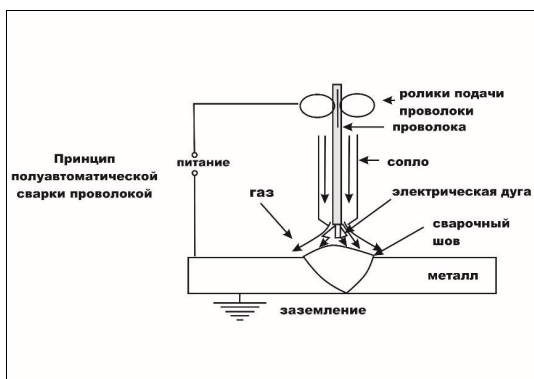 ролики подачи
проволоки
проволока
Принцип
полуавтоматической
сварки проволокой
питание
сопло
газ
электрическая дуга
сварочный
шов
металл
заземление